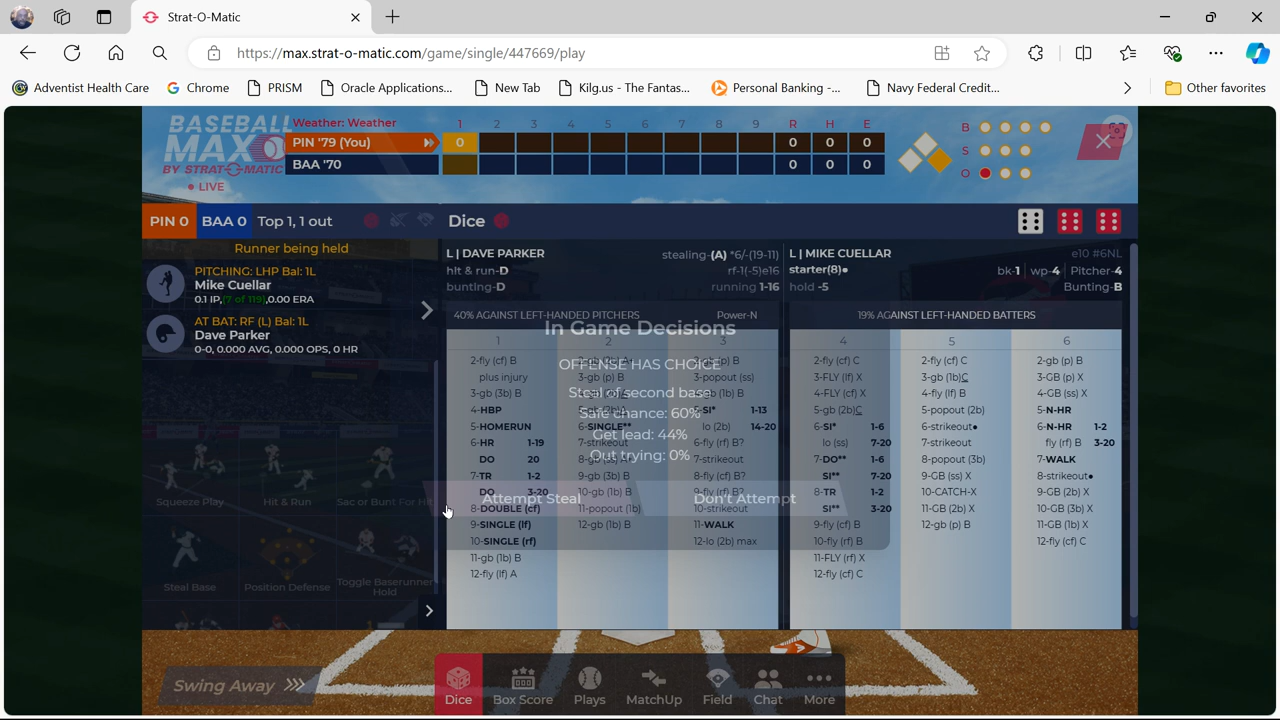 Strat-O-Matic
https://max.strat-o-matic.com/game/single/447669/play
Adventist Health Care
Chrome
PRISM
Oracle Applications...
New Tab
Kilg.us - The Fantas...
Personal Banking -...
Navy Federal Credit...
Other favorites
BASEBALL
MAX
BY STRAT-O-MATIC
LIVE
Weather: Weather
1 2 3 4 5 6 7 8 9 R H E
PIN '79 (You) 0 0 0 0
BAA '70 0 0 0
B
S
O
PIN 0 BAA 0 Top 1, 1 out
Dice
Runner being held
PITCHING: LHP Bal: 1L
Mike Cuellar
0.1 IP,(7 of 119),0.00 ERA
AT BAT: RF (L) Bal: 1L
Dave Parker
0-0, 0.000 AVG, 0.000 OPS, 0 HR
Squeeze Play
Hit & Run
Sac or Bunt For Hit
Steal Base
Position Defense
Toggle Baserunner
Hold
Swing Away
L | DAVE PARKER
stealing-(A) *6/-(19-11)
hit & run-D
rf-1(-5)e16
bunting-D
running 1-16
40% AGAINST LEFT-HANDED PITCHERS Power-N
1
2-fly (cf) B
plus injury
3-gb (3b) B
4-HBP
5-HOMERUN
6-HR 1-19
DO 20
7-TR 1-2
DO 3-20
8-DOUBLE (cf)
9-SINGLE (lf)
10-SINGLE (rf)
11-gb (1b) B
12-fly (lf) A
2
3-gb (p) B
6-SINGLE**
7-strikeout
9-gb (3b) B
10-gb (1b) B
11-popout (1b)
12-gb (1b) B
3
2-gb (p) B
3-popout (ss)
4-gb (1b) B
5-SI* 1-13
lo (2b) 14-20
6-fly (rf) B?
7-strikeout
8-fly (cf) B?
9-fly (rf) B?
10-strikeout
11-WALK
12-lo (2b) max
In Game Decisions
OFFENSE HAS CHOICE
Steal of second base
Safe chance: 60%
Get lead: 44%
Out trying: 0%
Attempt Steal
Don't Attempt
L | MIKE CUELLAR
e10 #6NL
starter(8)●
bk-1 | wp-4 | Pitcher-4
hold -5
Bunting-B
19% AGAINST LEFT-HANDED BATTERS
4
2-fly (cf) C
3-FLY (lf) X
4-FLY (cf) X
5-gb (2b)C
6-SI* 1-6
lo (ss) 7-20
7-DO** 1-6
SI** 7-20
8-TR 1-2
SI** 3-20
9-fly (cf) B
10-fly (rf) B
11-FLY (rf) X
12-fly (cf) C
5
2-fly (cf) C
3-gb (1b)C
4-fly (lf) B
5-popout (2b)
6-strikeout●
7-strikeout
8-popout (3b)
9-GB (ss) X
10-CATCH-X
11-GB (2b) X
12-gb (p) B
6
2-gb (p) B
3-GB (p) X
4-GB (ss) X
5-N-HR
6-N-HR 1-2
fly (rf) B 3-20
7-WALK
8-strikeout●
9-GB (2b) X
10-GB (3b) X
11-GB (1b) X
12-fly (cf) C
Dice
Box Score
Plays
MatchUp
Field
Chat
More